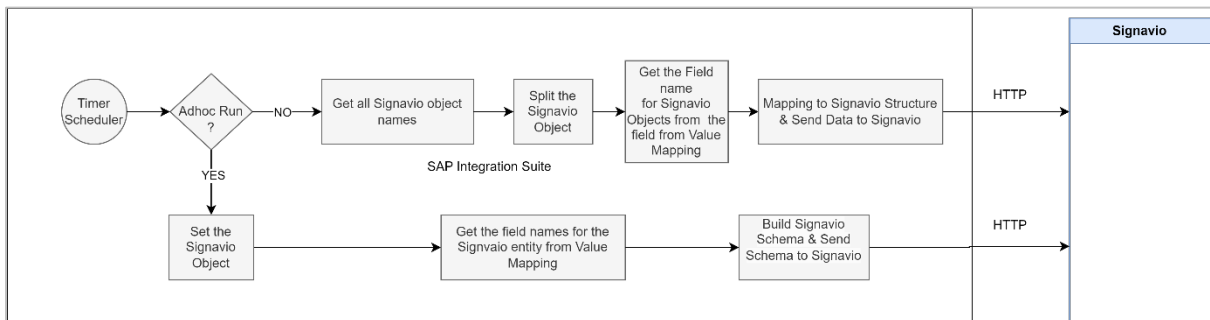 Signavio
Timer
Scheduler
Adhoc Run
?
NO
Get all Signavio object
names
Split the
Signavio
Object
Get the Field
name
for Signavio
Objects from the
field from Value
Mapping
Mapping to Signavio Structure
& Send Data to Signavio
HTTP
SAP Integration Suite
YES
Set the
Signavio
Object
Get the field names for the
Signvaio entity from Value
Mapping
Build Signavio
Schema & Send
Schema to Signavio
HTTP